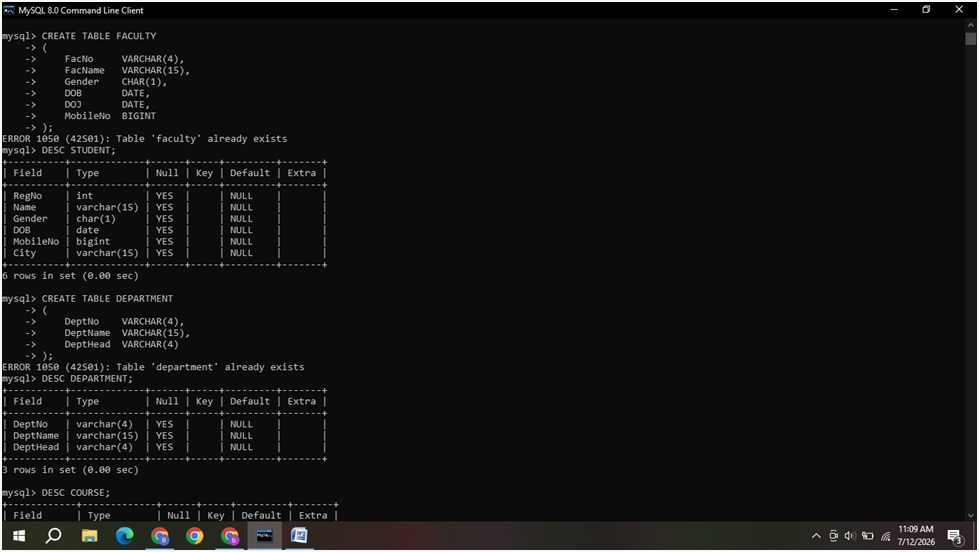 MySQL 8.0 Command Line Client
mysql> CREATE TABLE FACULTY
    -> (
    ->     FacNo     VARCHAR(4),
    ->     FacName   VARCHAR(15),
    ->     Gender    CHAR(1),
    ->     DOB       DATE,
    ->     DOJ       DATE,
    ->     MobileNo  BIGINT
    -> );
ERROR 1050 (42S01): Table 'faculty' already exists
mysql> DESC STUDENT;
+----------+-------------+------+-----+---------+-------+
| Field    | Type        | Null | Key | Default | Extra |
+----------+-------------+------+-----+---------+-------+
| RegNo    | int         | YES  |     | NULL    |       |
| Name     | varchar(15) | YES  |     | NULL    |       |
| Gender   | char(1)     | YES  |     | NULL    |       |
| DOB      | date        | YES  |     | NULL    |       |
| MobileNo | bigint      | YES  |     | NULL    |       |
| City     | varchar(15) | YES  |     | NULL    |       |
+----------+-------------+------+-----+---------+-------+
6 rows in set (0.00 sec)
mysql> CREATE TABLE DEPARTMENT
    -> (
    ->     DeptNo    VARCHAR(4),
    ->     DeptName  VARCHAR(15),
    ->     DeptHead  VARCHAR(4)
    -> );
ERROR 1050 (42S01): Table 'department' already exists
mysql> DESC DEPARTMENT;
+----------+-------------+------+-----+---------+-------+
| Field    | Type        | Null | Key | Default | Extra |
+----------+-------------+------+-----+---------+-------+
| DeptNo   | varchar(4)  | YES  |     | NULL    |       |
| DeptName | varchar(15) | YES  |     | NULL    |       |
| DeptHead | varchar(4)  | YES  |     | NULL    |       |
+----------+-------------+------+-----+---------+-------+
3 rows in set (0.00 sec)
mysql> DESC COURSE;
+------------+-------------+------+-----+---------+-------+
| Field      | Type        | Null | Key | Default | Extra |
11:09 AM
7/12/2026
3